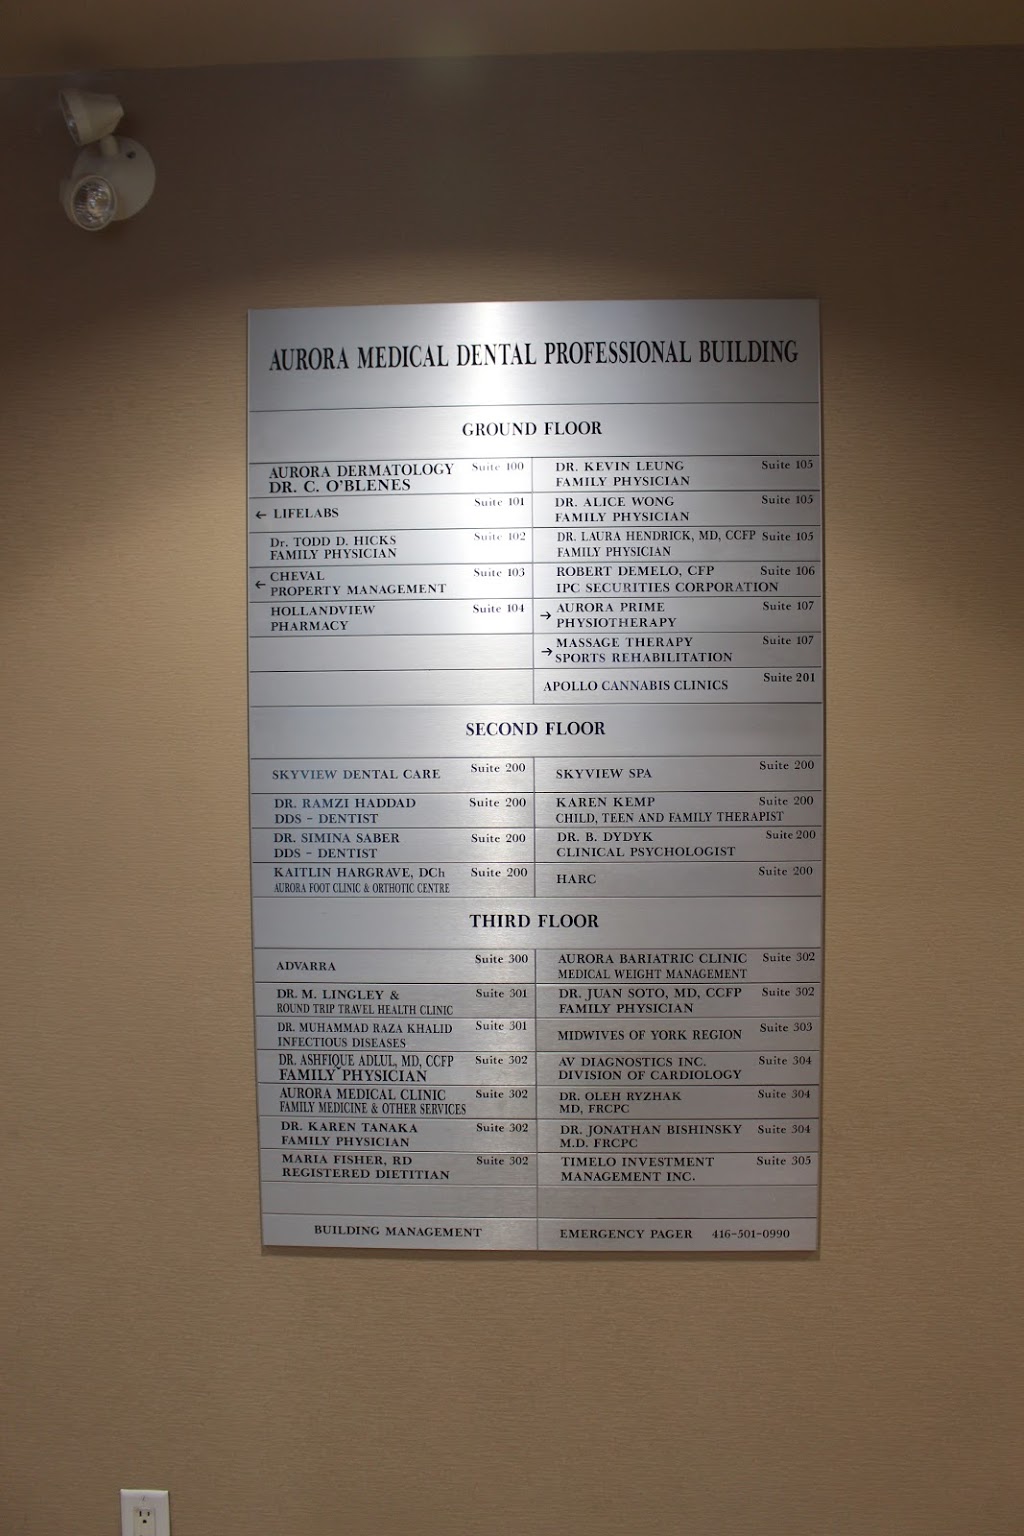 AURORA MEDICAL DENTAL PROFESSIONAL BUILDING
GROUND FLOOR
AURORA DERMATOLOGY Suite 100
DR. C. O'BLENES
← LIFELABS Suite 101
Dr. TODD D. HICKS Suite 102
FAMILY PHYSICIAN
← CHEVAL Suite 103
PROPERTY MANAGEMENT
HOLLANDVIEW Suite 104
PHARMACY
DR. KEVIN LEUNG Suite 105
FAMILY PHYSICIAN
DR. ALICE WONG Suite 105
FAMILY PHYSICIAN
DR. LAURA HENDRICK, MD, CCFP Suite 105
FAMILY PHYSICIAN
ROBERT DEMELO, CFP Suite 106
IPC SECURITIES CORPORATION
→ AURORA PRIME Suite 107
PHYSIOTHERAPY
→ MASSAGE THERAPY Suite 107
SPORTS REHABILITATION
APOLLO CANNABIS CLINICS Suite 201
SECOND FLOOR
SKYVIEW DENTAL CARE Suite 200
DR. RAMZI HADDAD Suite 200
DDS - DENTIST
DR. SIMINA SABER Suite 200
DDS - DENTIST
KAITLIN HARGRAVE, DCh Suite 200
AURORA FOOT CLINIC & ORTHOTIC CENTRE
SKYVIEW SPA Suite 200
KAREN KEMP Suite 200
CHILD, TEEN AND FAMILY THERAPIST
DR. B. DYDYK Suite 200
CLINICAL PSYCHOLOGIST
HARC Suite 200
THIRD FLOOR
ADVARRA Suite 300
DR. M. LINGLEY & Suite 301
ROUND TRIP TRAVEL HEALTH CLINIC
DR. MUHAMMAD RAZA KHALID Suite 301
INFECTIOUS DISEASES
DR. ASHFIQUE ADLUL, MD, CCFP Suite 302
FAMILY PHYSICIAN
AURORA MEDICAL CLINIC Suite 302
FAMILY MEDICINE & OTHER SERVICES
DR. KAREN TANAKA Suite 302
FAMILY PHYSICIAN
MARIA FISHER, RD Suite 302
REGISTERED DIETITIAN
AURORA BARIATRIC CLINIC Suite 302
MEDICAL WEIGHT MANAGEMENT
DR. JUAN SOTO, MD, CCFP Suite 302
FAMILY PHYSICIAN
MIDWIVES OF YORK REGION Suite 303
AV DIAGNOSTICS INC. Suite 304
DIVISION OF CARDIOLOGY
DR. OLEH RYZHAK Suite 304
MD, FRCPC
DR. JONATHAN BISHINSKY Suite 304
M.D. FRCPC
TIMELO INVESTMENT Suite 305
MANAGEMENT INC.
BUILDING MANAGEMENT
EMERGENCY PAGER 416-501-0990